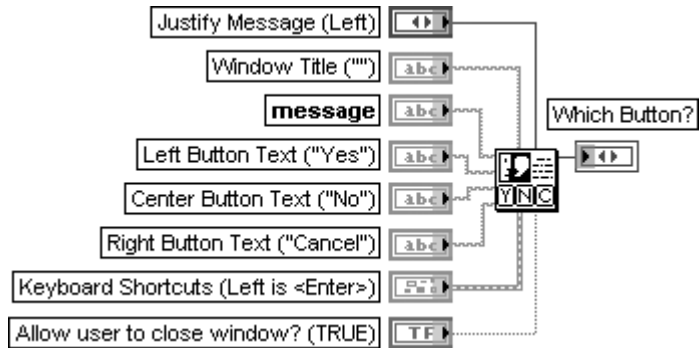 Justify Message (Left)
Window Title ("")
abc
message
abc
Which Button?
Left Button Text ("Yes")
abc
Center Button Text ("No")
abc
Y N C
Right Button Text ("Cancel")
abc
Keyboard Shortcuts (Left is <Enter>)
Allow user to close window? (TRUE)
TF